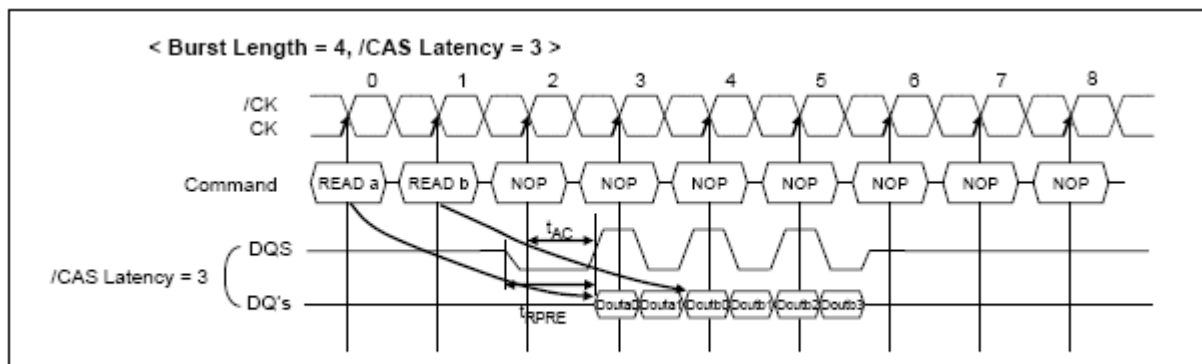 < Burst Length = 4, /CAS Latency = 3 >
0 1 2 3 4 5 6 7 8
/CK
CK
Command READ a READ b NOP NOP NOP NOP NOP NOP NOP
tAC
DQS
/CAS Latency = 3
DQ's Douta0 Douta1 Doutb0 Doutb1 Doutb2 Doutb3
tRPRE